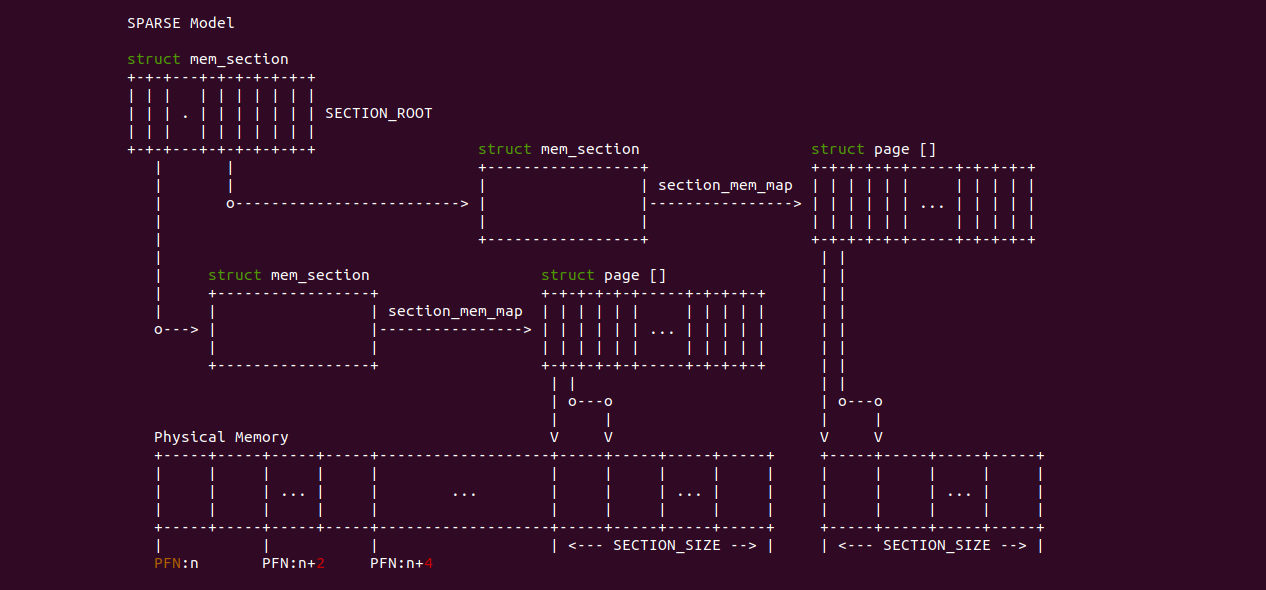 SPARSE Model
struct mem_section
+-+-+---+-+-+-+-+-+-+
| | |   | | | | | | |
| | | . | | | | | | | SECTION_ROOT
| | |   | | | | | | |
+-+-+---+-+-+-+-+-+-+                  struct mem_section                   struct page []
   |       |                           +-----------------+                  +-+-+-+-+-+-----+-+-+-+-+
   |       |                           |                 | section_mem_map  | | | | | |     | | | | |
   |       o-------------------------> |                 |----------------> | | | | | | ... | | | | |
   |                                   |                 |                  | | | | | |     | | | | |
   |                                   +-----------------+                  +-+-+-+-+-+-----+-+-+-+-+
   |                                                                         | |
   |     struct mem_section                   struct page []                 | |
   |     +-----------------+                  +-+-+-+-+-+-----+-+-+-+-+      | |
   |     |                 | section_mem_map  | | | | | |     | | | | |      | |
   o---> |                 |----------------> | | | | | | ... | | | | |      | |
         |                 |                  | | | | | |     | | | | |      | |
         +-----------------+                  +-+-+-+-+-+-----+-+-+-+-+      | |
                                               | |                           | |
                                               | o---o                       | o---o
                                               |     |                       |     |
   Physical Memory                             V     V                       V     V
   +-----+-----+-----+-----+-------------------+-----+-----+-----+-----+     +-----+-----+-----+-----+
   |     |     |     |     |                   |     |     |     |     |     |     |     |     |     |
   |     |     | ... |     |        ...        |     |     | ... |     |     |     |     | ... |     |
   |     |     |     |     |                   |     |     |     |     |     |     |     |     |     |
   +-----+-----+-----+-----+-------------------+-----+-----+-----+-----+     +-----+-----+-----+-----+
   |           |           |                   | <--- SECTION_SIZE --> |     | <--- SECTION_SIZE --> |
   PFN:n       PFN:n+2     PFN:n+4